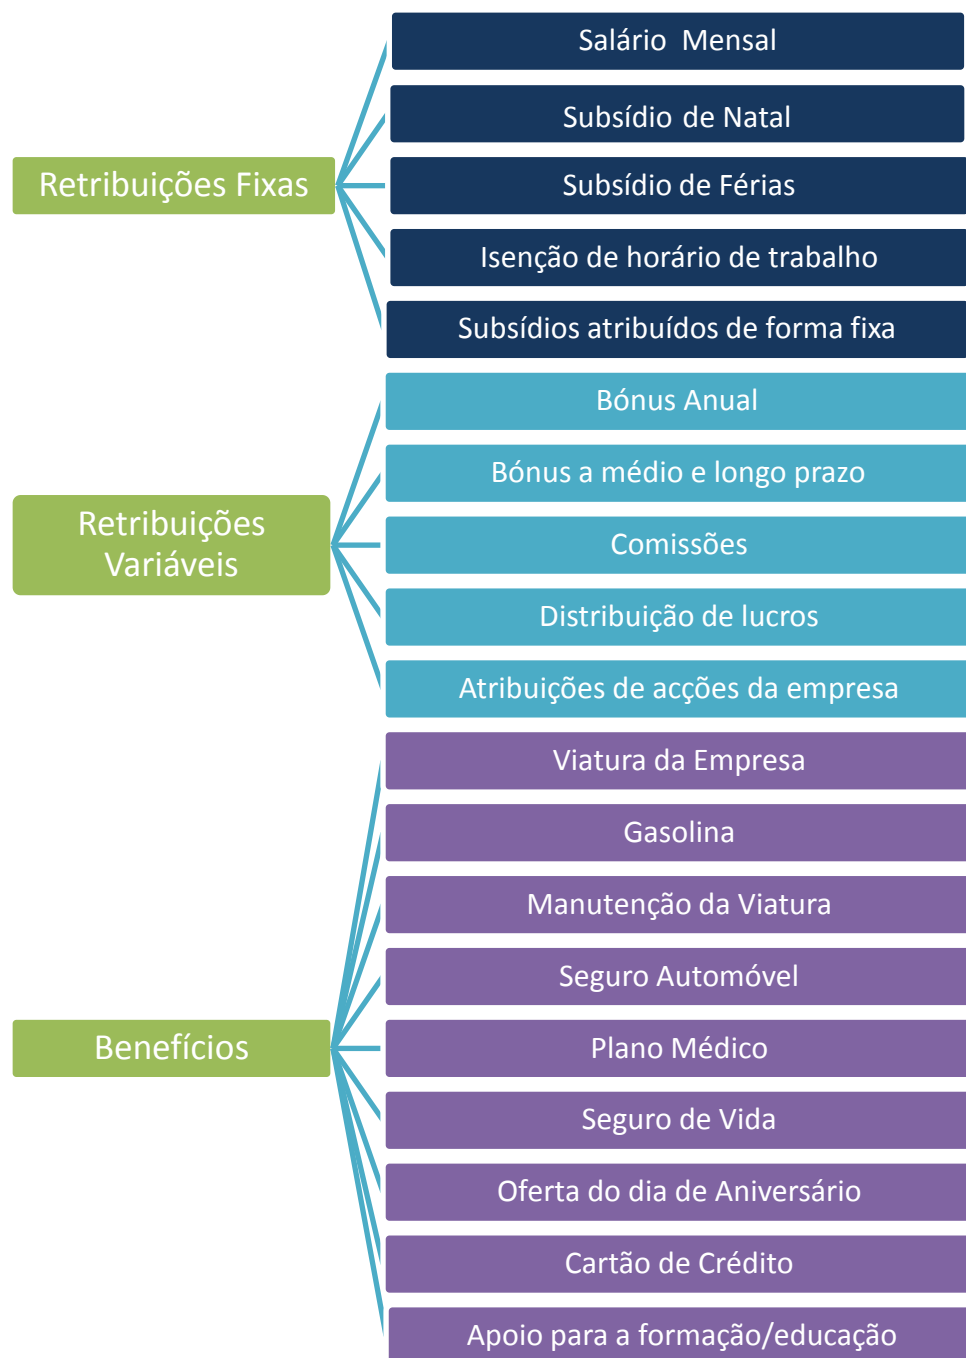 Retribuições Fixas
Salário Mensal
Subsídio de Natal
Subsídio de Férias
Isenção de horário de trabalho
Subsídios atribuídos de forma fixa
Retribuições
Variáveis
Bónus Anual
Bónus a médio e longo prazo
Comissões
Distribuição de lucros
Atribuições de acções da empresa
Benefícios
Viatura da Empresa
Gasolina
Manutenção da Viatura
Seguro Automóvel
Plano Médico
Seguro de Vida
Oferta do dia de Aniversário
Cartão de Crédito
Apoio para a formação/educação